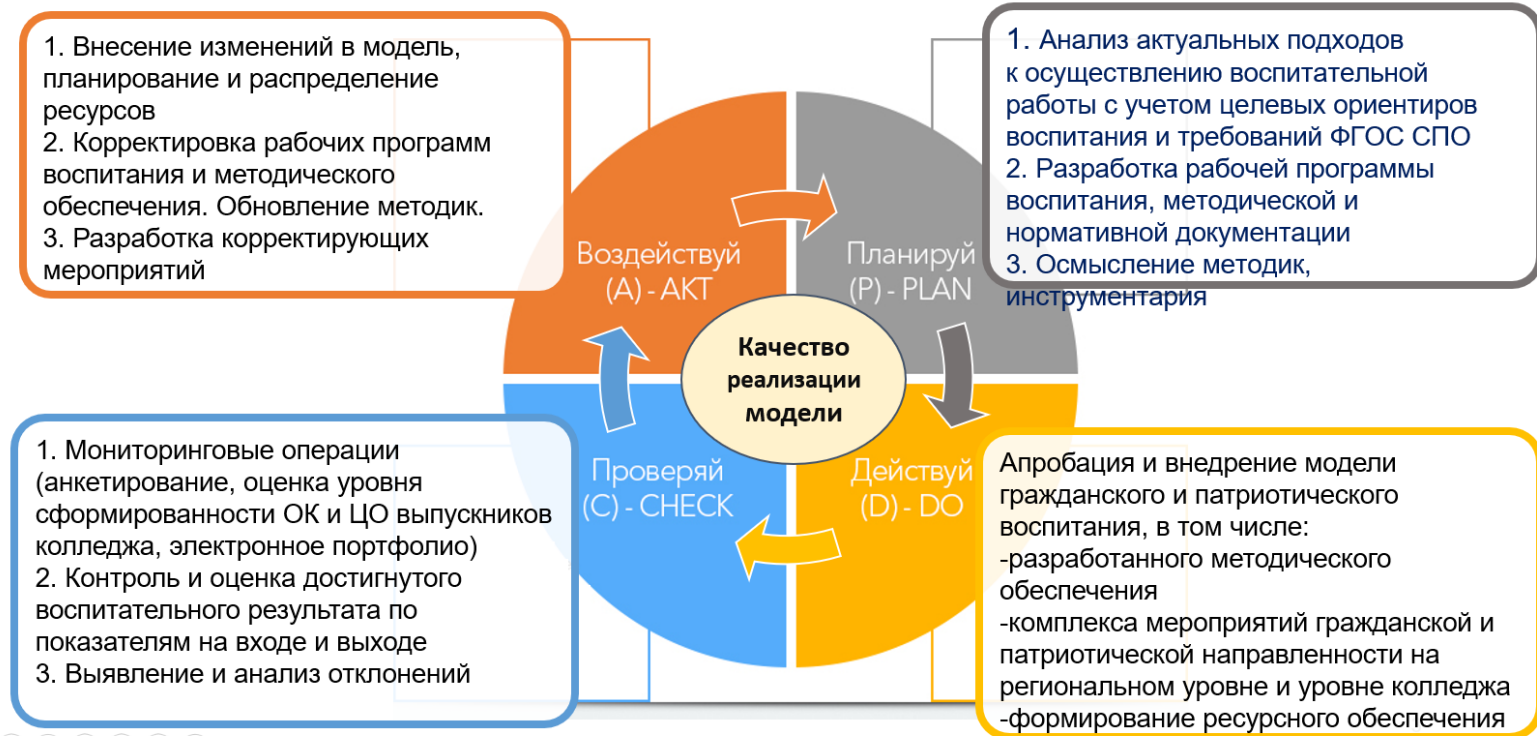 1. Внесение изменений в модель,
планирование и распределение
ресурсов
2. Корректировка рабочих программ
воспитания и методического
обеспечения. Обновление методик.
3. Разработка корректирующих
мероприятий
1. Анализ актуальных подходов
к осуществлению воспитательной
работы с учетом целевых ориентиров
воспитания и требований ФГОС СПО
2. Разработка рабочей программы
воспитания, методической и
нормативной документации
3. Осмысление методик,
инструментария
Воздействуй
(A) - AKT
Планируй
(P) - PLAN
Качество
реализации
модели
Проверяй
(C) - CHECK
Действуй
(D) - DO
1. Мониторинговые операции
(анкетирование, оценка уровня
сформированности ОК и ЦО выпускников
колледжа, электронное портфолио)
2. Контроль и оценка достигнутого
воспитательного результата по
показателям на входе и выходе
3. Выявление и анализ отклонений
Апробация и внедрение модели
гражданского и патриотического
воспитания, в том числе:
-разработанного методического
обеспечения
-комплекса мероприятий гражданской и
патриотической направленности на
региональном уровне и уровне колледжа
-формирование ресурсного обеспечения